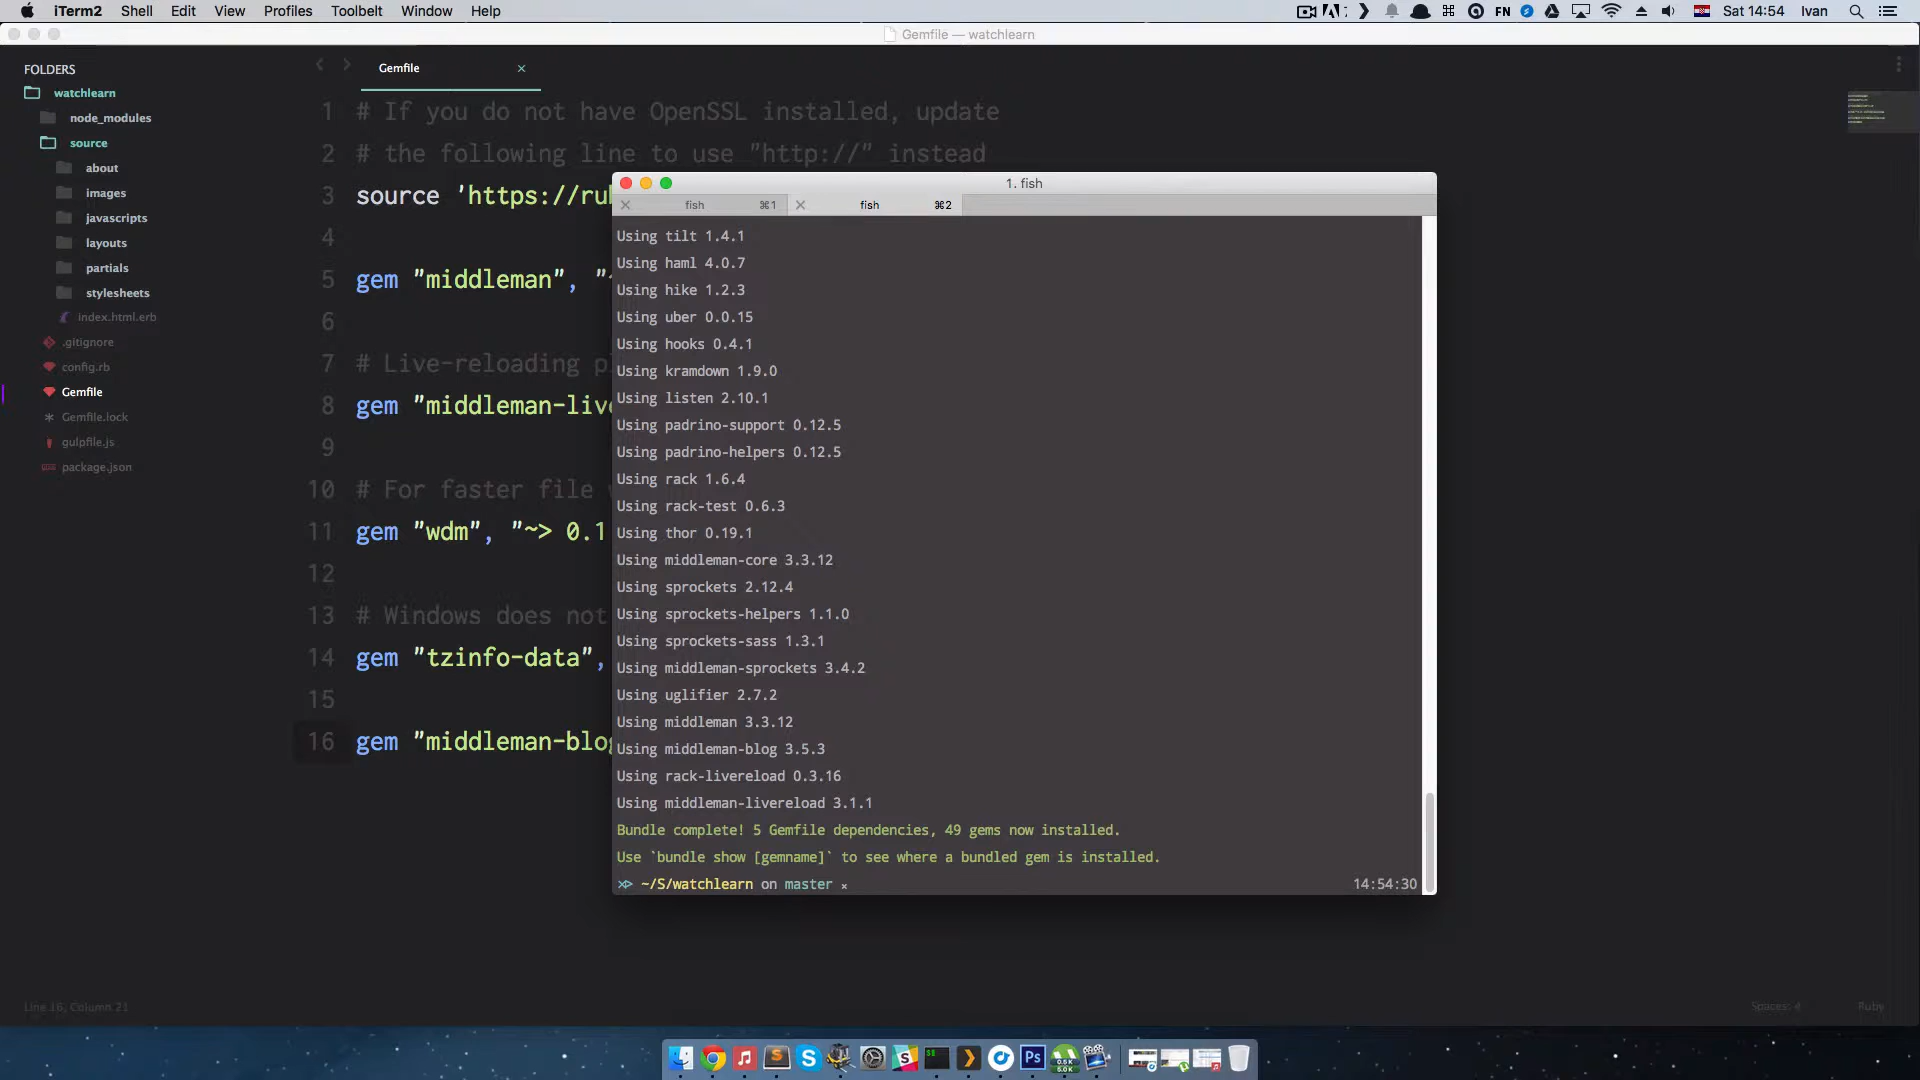 iTerm2 Shell Edit View Profiles Toolbelt Window Help FN Sat 14:54 Ivan
Gemfile — watchlearn
FOLDERS
watchlearn
node_modules
source
about
images
javascripts
layouts
partials
stylesheets
index.html.erb
.gitignore
config.rb
Gemfile
Gemfile.lock
gulpfile.js
package.json
Gemfile
1 # If you do not have OpenSSL installed, update
2 # the following line to use "http://" instead
3 source 'https://ru
4
5 gem "middleman", "~
6
7 # Live-reloading p
8 gem "middleman-live
9
10 # For faster file
11 gem "wdm", "~> 0.1
12
13 # Windows does not
14 gem "tzinfo-data",
15
16 gem "middleman-blog
1. fish
fish ⌘1 fish ⌘2
Using tilt 1.4.1
Using haml 4.0.7
Using hike 1.2.3
Using uber 0.0.15
Using hooks 0.4.1
Using kramdown 1.9.0
Using listen 2.10.1
Using padrino-support 0.12.5
Using padrino-helpers 0.12.5
Using rack 1.6.4
Using rack-test 0.6.3
Using thor 0.19.1
Using middleman-core 3.3.12
Using sprockets 2.12.4
Using sprockets-helpers 1.1.0
Using sprockets-sass 1.3.1
Using middleman-sprockets 3.4.2
Using uglifier 2.7.2
Using middleman 3.3.12
Using middleman-blog 3.5.3
Using rack-livereload 0.3.16
Using middleman-livereload 3.1.1
Bundle complete! 5 Gemfile dependencies, 49 gems now installed.
Use `bundle show [gemname]` to see where a bundled gem is installed.
~/S/watchlearn on master × 14:54:30
Line 16, Column 21 Spaces: 4 Ruby
Ps